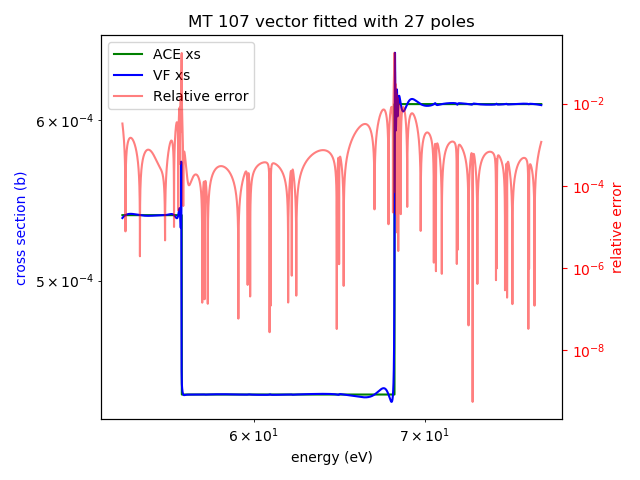 MT 107 vector fitted with 27 poles
ACE xs
VF xs
Relative error
6 × 10⁻⁴
5 × 10⁻⁴
cross section (b)
10⁻²
10⁻⁴
10⁻⁶
10⁻⁸
relative error
6 × 10¹
7 × 10¹
energy (eV)